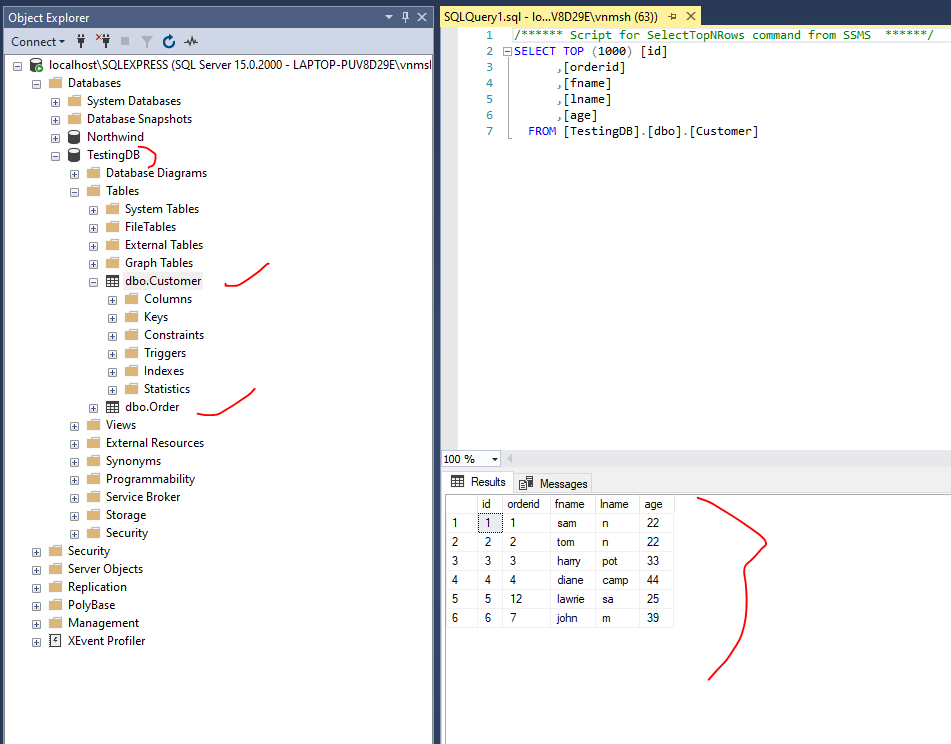 Object Explorer
Connect
localhost\SQLEXPRESS (SQL Server 15.0.2000 - LAPTOP-PUV8D29E\vnmsl
Databases
System Databases
Database Snapshots
Northwind
TestingDB
Database Diagrams
Tables
System Tables
FileTables
External Tables
Graph Tables
dbo.Customer
Columns
Keys
Constraints
Triggers
Indexes
Statistics
dbo.Order
Views
External Resources
Synonyms
Programmability
Service Broker
Storage
Security
Security
Server Objects
Replication
PolyBase
Management
XEvent Profiler
SQLQuery1.sql - lo...V8D29E\vnmsh (63))
1 /****** Script for SelectTopNRows command from SSMS ******/
2 SELECT TOP (1000) [id]
3 ,[orderid]
4 ,[fname]
5 ,[lname]
6 ,[age]
7 FROM [TestingDB].[dbo].[Customer]
100 %
Results Messages
id orderid fname lname age
1 1 1 sam n 22
2 2 2 tom n 22
3 3 3 harry pot 33
4 4 4 diane camp 44
5 5 12 lawrie sa 25
6 6 7 john m 39